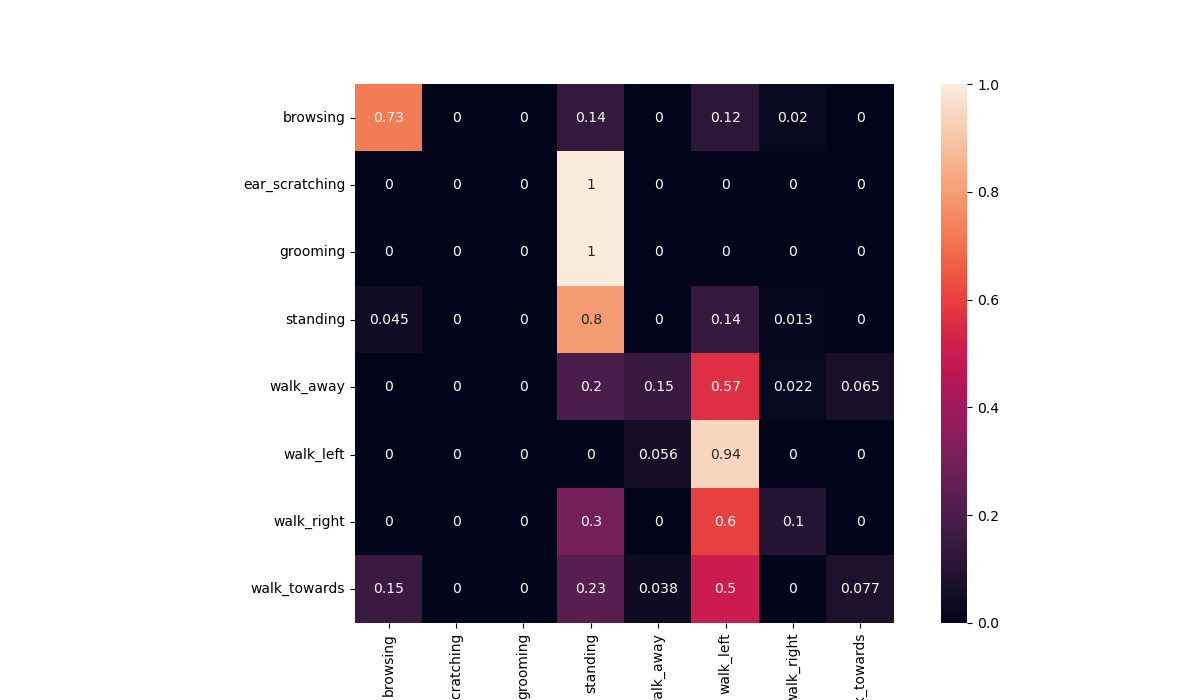 browsing 0.73 0 0 0.14 0 0.12 0.02 0
ear_scratching 0 0 0 1 0 0 0 0
grooming 0 0 0 1 0 0 0 0
standing 0.045 0 0 0.8 0 0.14 0.013 0
walk_away 0 0 0 0.2 0.15 0.57 0.022 0.065
walk_left 0 0 0 0 0.056 0.94 0 0
walk_right 0 0 0 0.3 0 0.6 0.1 0
walk_towards 0.15 0 0 0.23 0.038 0.5 0 0.077
browsing
cratching
grooming
standing
alk_away
walk_left
walk_right
k_towards
1.0
0.8
0.6
0.4
0.2
0.0